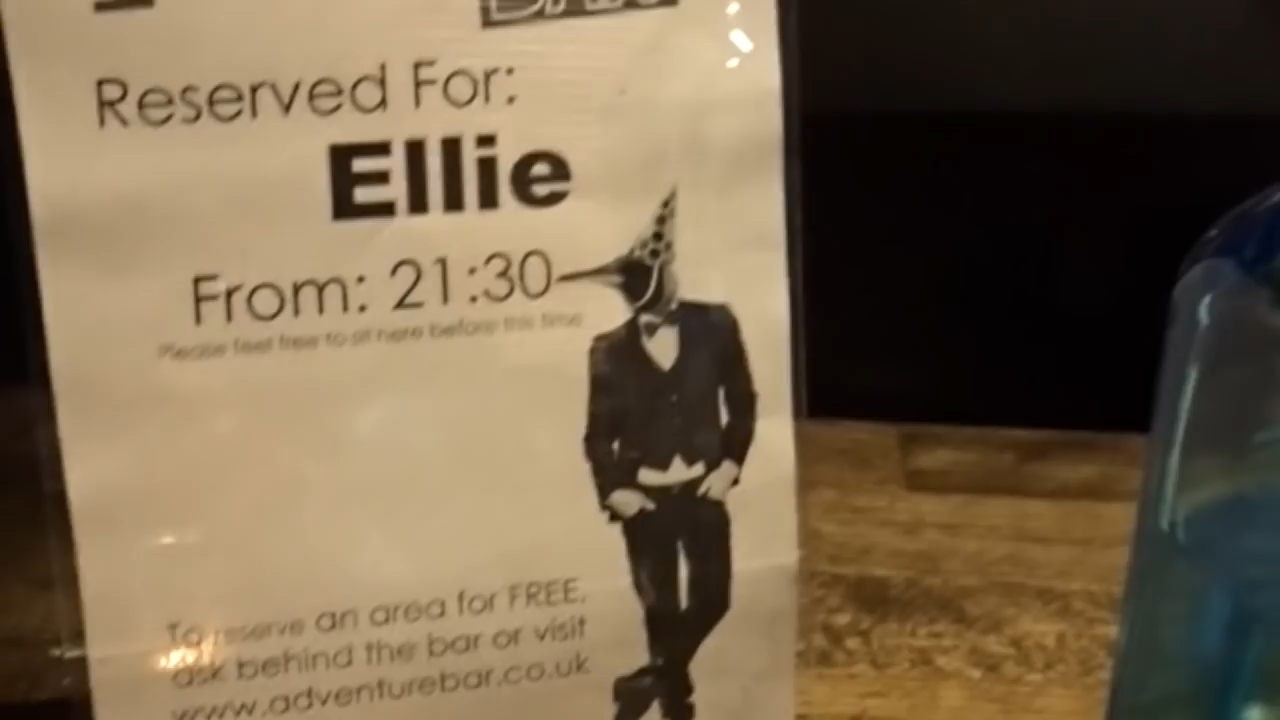 Reserved For:
Ellie
From: 21:30
Please feel free to sit here before this time
To reserve an area for FREE,
ask behind the bar or visit
www.adventurebar.co.uk